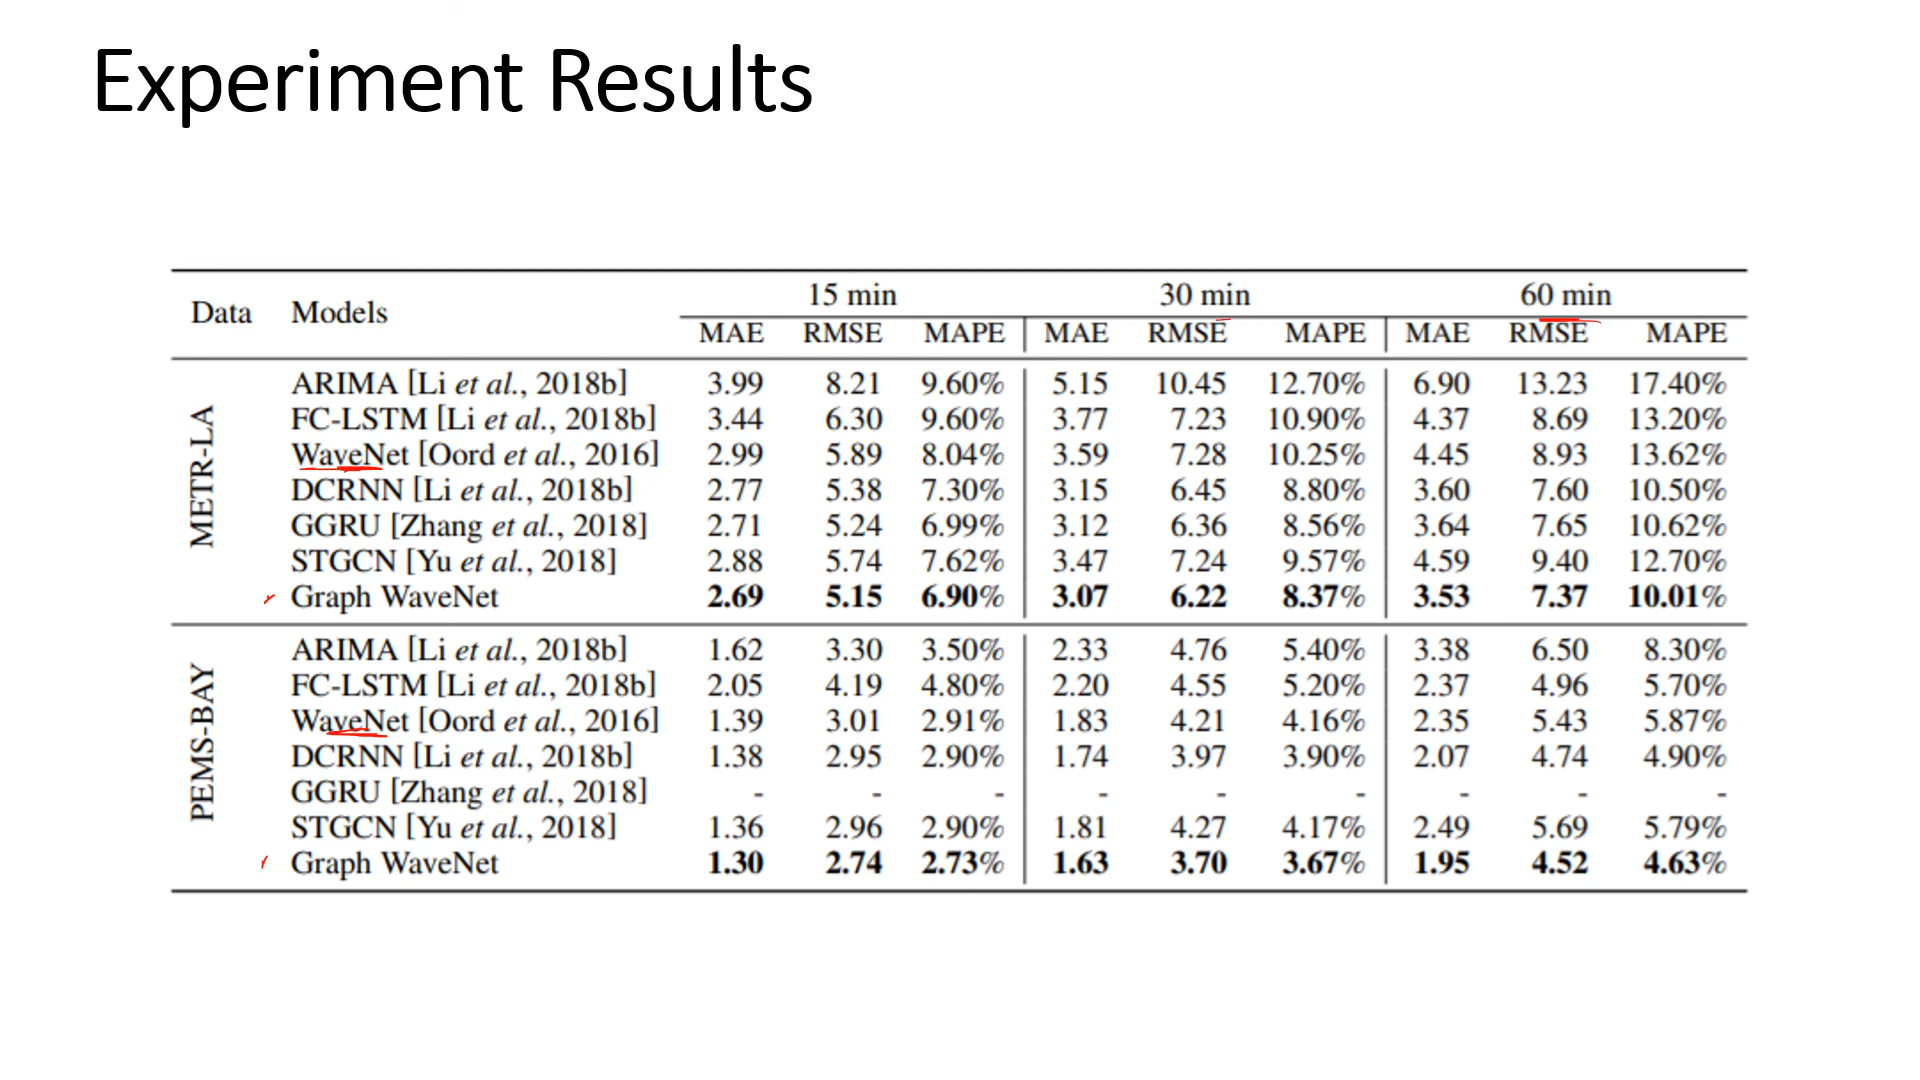 Experiment Results
Data Models 15 min 30 min 60 min
MAE RMSE MAPE MAE RMSE MAPE MAE RMSE MAPE
METR-LA
ARIMA [Li et al., 2018b] 3.99 8.21 9.60% 5.15 10.45 12.70% 6.90 13.23 17.40%
FC-LSTM [Li et al., 2018b] 3.44 6.30 9.60% 3.77 7.23 10.90% 4.37 8.69 13.20%
WaveNet [Oord et al., 2016] 2.99 5.89 8.04% 3.59 7.28 10.25% 4.45 8.93 13.62%
DCRNN [Li et al., 2018b] 2.77 5.38 7.30% 3.15 6.45 8.80% 3.60 7.60 10.50%
GGRU [Zhang et al., 2018] 2.71 5.24 6.99% 3.12 6.36 8.56% 3.64 7.65 10.62%
STGCN [Yu et al., 2018] 2.88 5.74 7.62% 3.47 7.24 9.57% 4.59 9.40 12.70%
Graph WaveNet 2.69 5.15 6.90% 3.07 6.22 8.37% 3.53 7.37 10.01%
PEMS-BAY
ARIMA [Li et al., 2018b] 1.62 3.30 3.50% 2.33 4.76 5.40% 3.38 6.50 8.30%
FC-LSTM [Li et al., 2018b] 2.05 4.19 4.80% 2.20 4.55 5.20% 2.37 4.96 5.70%
WaveNet [Oord et al., 2016] 1.39 3.01 2.91% 1.83 4.21 4.16% 2.35 5.43 5.87%
DCRNN [Li et al., 2018b] 1.38 2.95 2.90% 1.74 3.97 3.90% 2.07 4.74 4.90%
GGRU [Zhang et al., 2018] - - - - - - - - -
STGCN [Yu et al., 2018] 1.36 2.96 2.90% 1.81 4.27 4.17% 2.49 5.69 5.79%
Graph WaveNet 1.30 2.74 2.73% 1.63 3.70 3.67% 1.95 4.52 4.63%